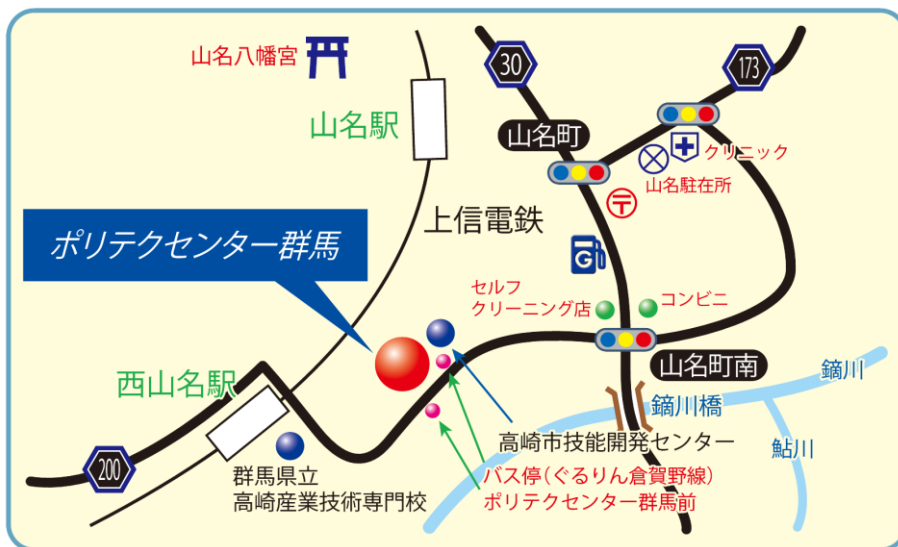 山名八幡宮
30
173
山名駅
山名町
クリニック
山名駐在所
〒
上信電鉄
ポリテクセンター群馬
G
セルフ
クリーニング店
コンビニ
西山名駅
山名町南
鏑川
鏑川橋
高崎市技能開発センター
鮎川
200
群馬県立
高崎産業技術専門校
バス停(ぐるりん倉賀野線)
ポリテクセンター群馬前